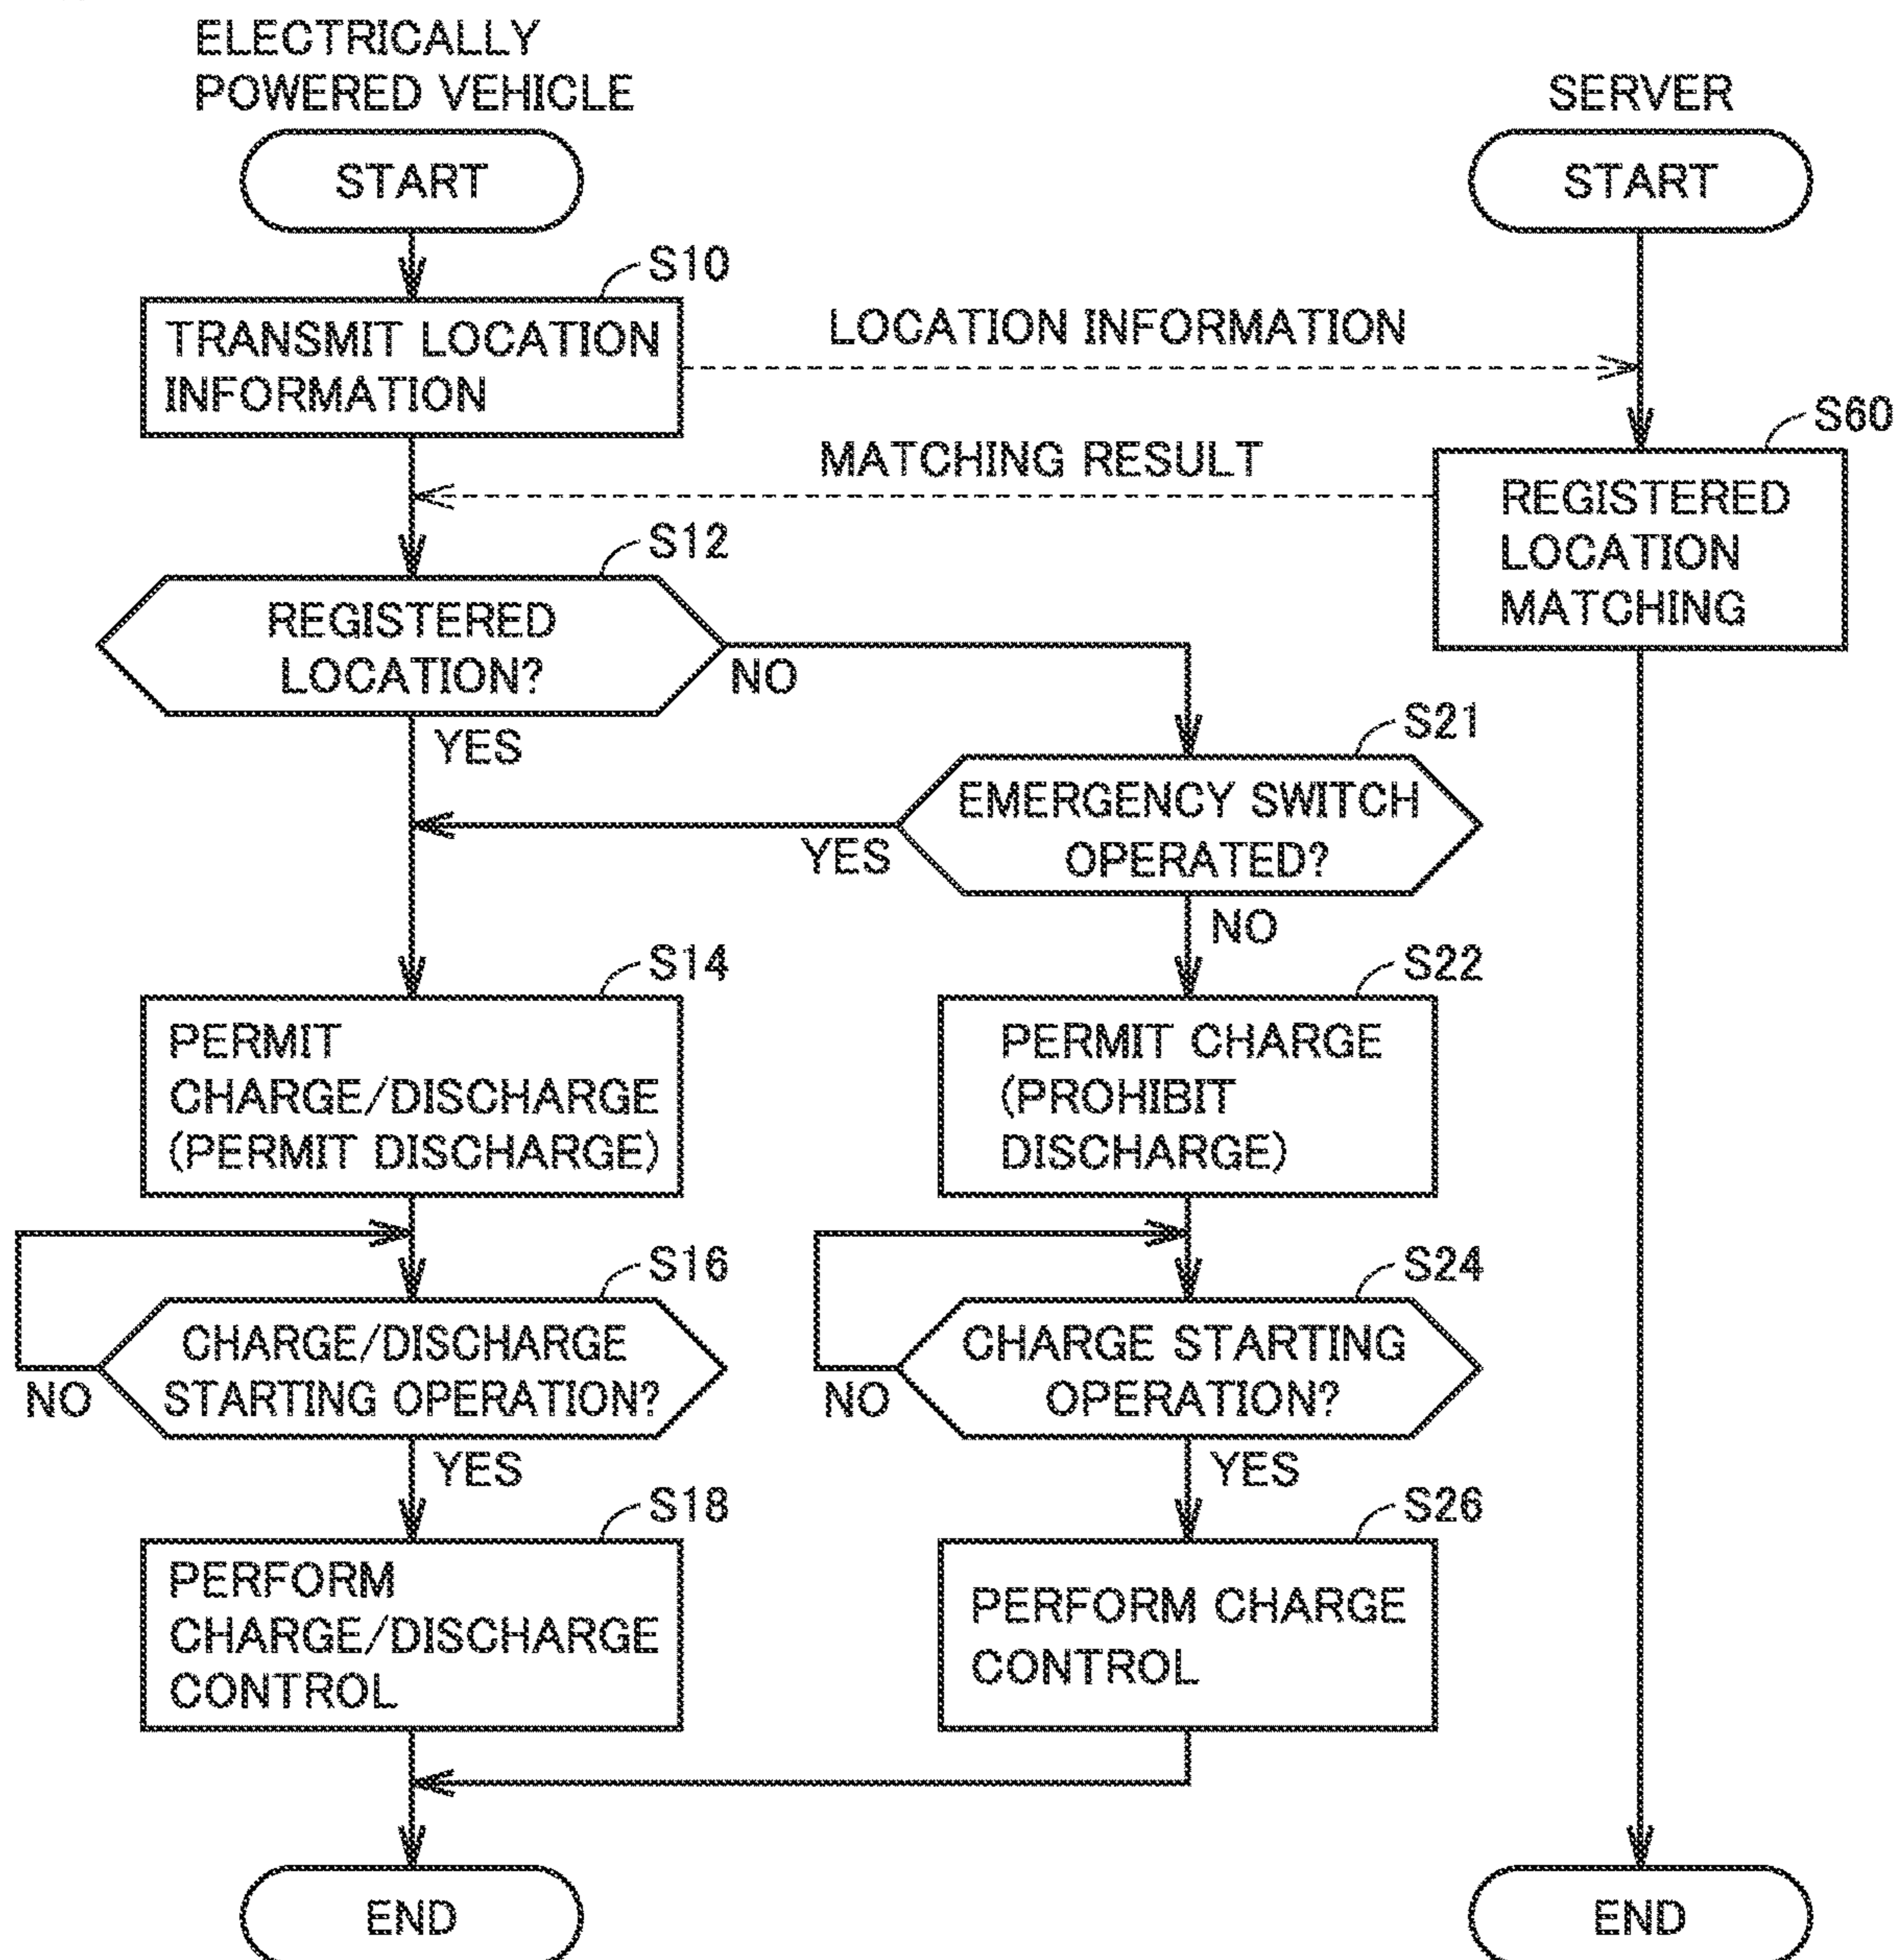 ELECTRICALLY
POWERED VEHICLE
SERVER
START
START
S10
TRANSMIT LOCATION
INFORMATION
LOCATION INFORMATION
S60
MATCHING RESULT
REGISTERED
LOCATION
MATCHING
S12
REGISTERED
LOCATION?
NO
YES
S21
EMERGENCY SWITCH
OPERATED?
YES
NO
S14
PERMIT
CHARGE/DISCHARGE
(PERMIT DISCHARGE)
S22
PERMIT CHARGE
(PROHIBIT
DISCHARGE)
S16
CHARGE/DISCHARGE
STARTING OPERATION?
NO
YES
S24
CHARGE STARTING
OPERATION?
NO
YES
S18
PERFORM
CHARGE/DISCHARGE
CONTROL
S26
PERFORM CHARGE
CONTROL
END
END